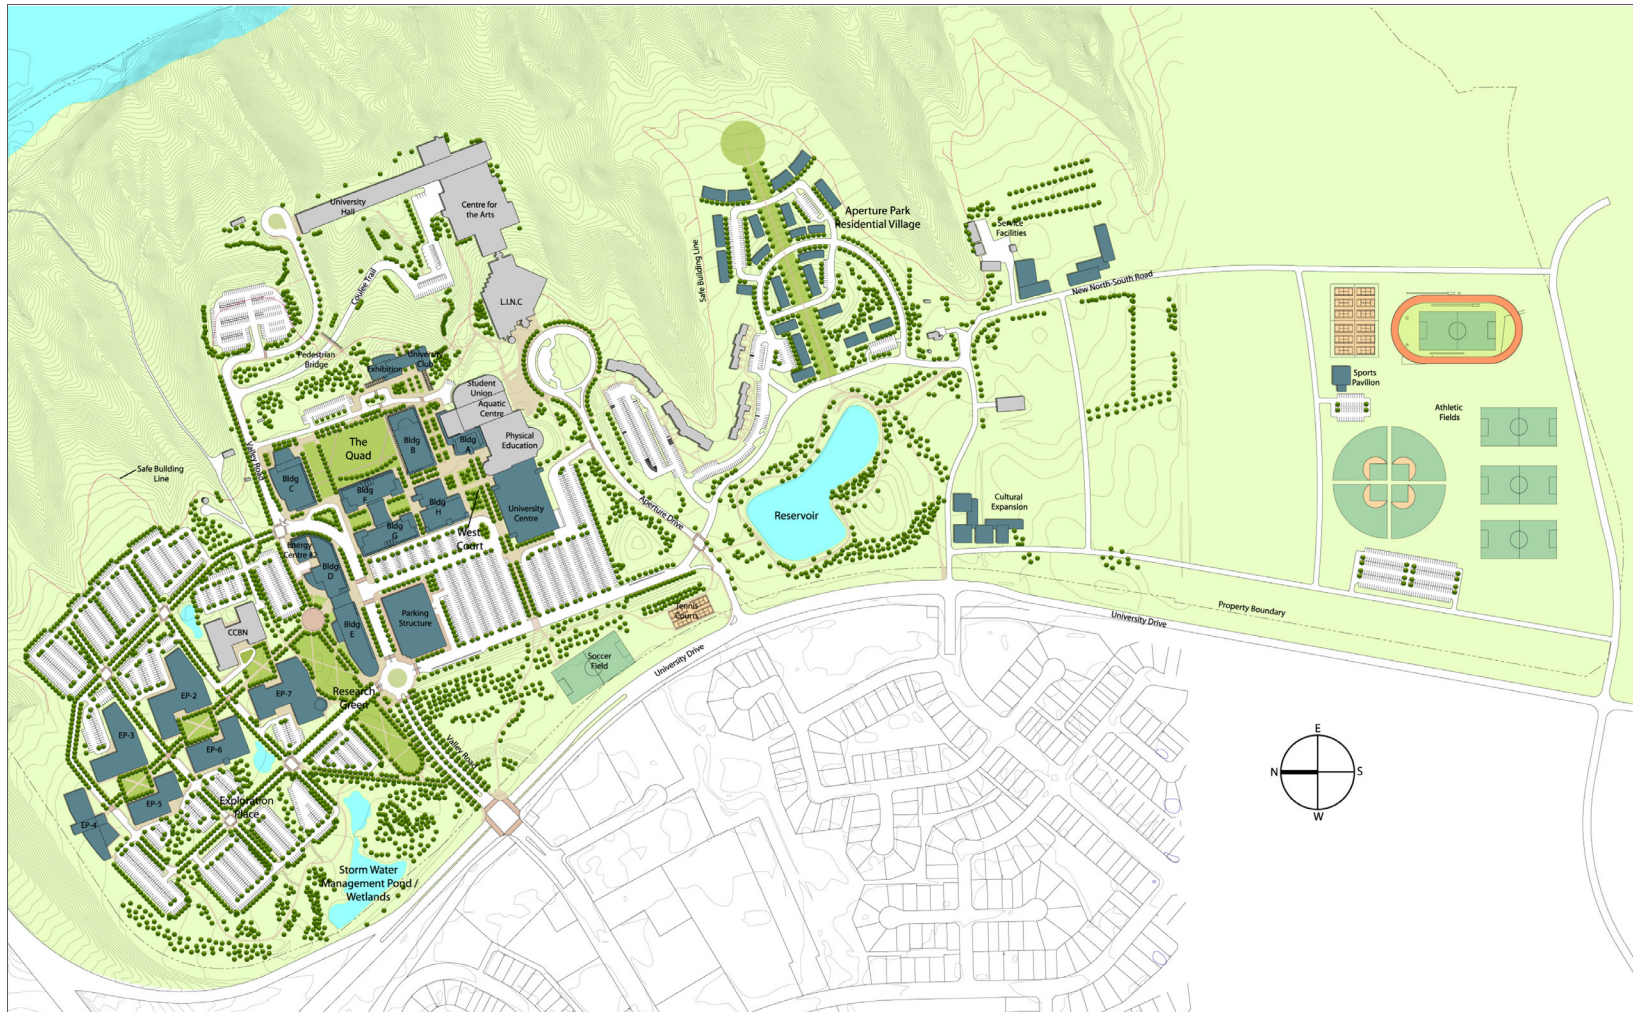 University
Hall
Centre for
the Arts
Aperture Park
Residential Village
Service
Facilities
Safe Building Line
Coulee Trail
L.I.N.C
New North-South Road
Pedestrian
Bridge
University
Club
Exhibition
Student
Union
Aquatic
Centre
Physical
Education
Sports
Pavilion
Athletic
Fields
The
Quad
Bldg
B
Bldg
A
Valley Road
Safe Building
Line
Bldg
C
Bldg
F
Bldg
H
Bldg
G
University
Centre
West
Court
Aperture Drive
Reservoir
Cultural
Expansion
Energy
Centre #2
Bldg
D
Bldg
E
Parking
Structure
Tennis
Courts
CCBN
Soccer
Field
University Drive
University Drive
Property Boundary
EP-2
EP-7
Research
Green
EP-3
EP-6
Valley Road
EP-5
EP-4
Exploration
Place
Storm Water
Management Pond /
Wetlands
E
N
S
W